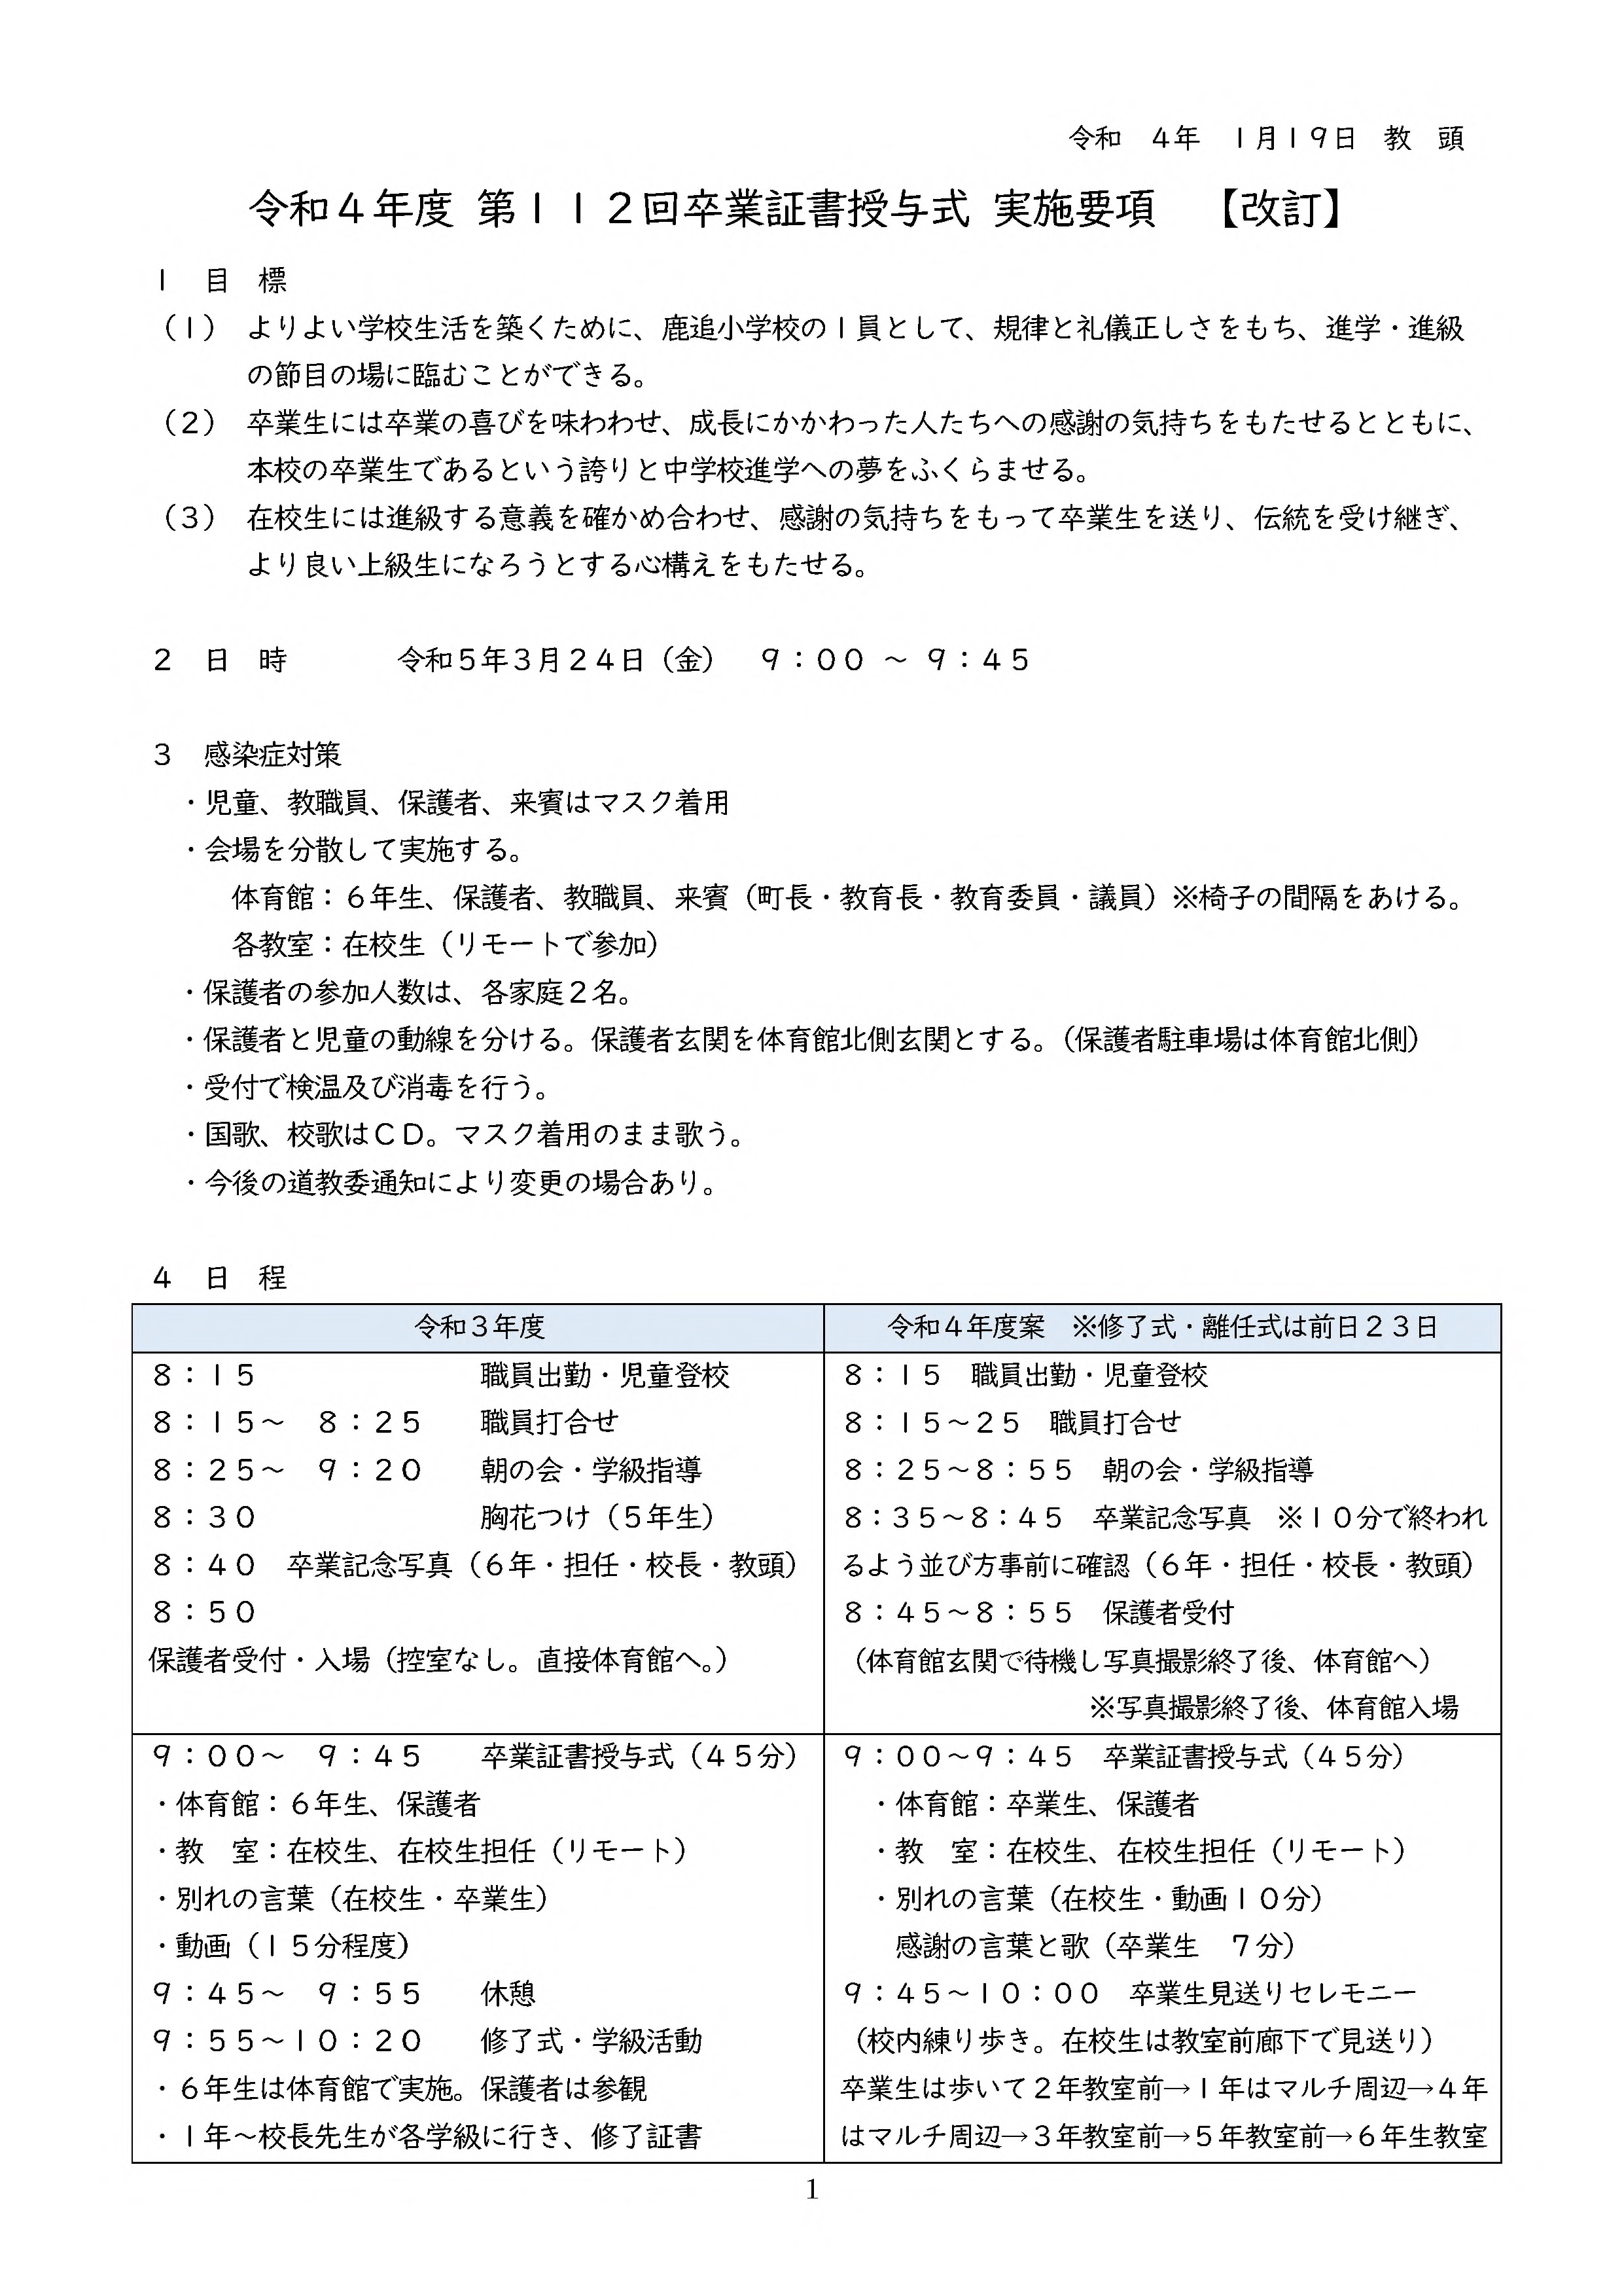 令和　４年　１月１９日　教　頭
令和４年度 第１１２回卒業証書授与式 実施要項　【改訂】
１　目　標
（１）　よりよい学校生活を築くために、鹿追小学校の１員として、規律と礼儀正しさをもち、進学・進級
の節目の場に臨むことができる。
（２）　卒業生には卒業の喜びを味わわせ、成長にかかわった人たちへの感謝の気持ちをもたせるとともに、
本校の卒業生であるという誇りと中学校進学への夢をふくらませる。
（３）　在校生には進級する意義を確かめ合わせ、感謝の気持ちをもって卒業生を送り、伝統を受け継ぎ、
より良い上級生になろうとする心構えをもたせる。
２　日　時　　　　令和５年３月２４日（金）　９：００ ～ ９：４５
３　感染症対策
・児童、教職員、保護者、来賓はマスク着用
・会場を分散して実施する。
体育館：６年生、保護者、教職員、来賓（町長・教育長・教育委員・議員）※椅子の間隔をあける。
各教室：在校生（リモートで参加）
・保護者の参加人数は、各家庭２名。
・保護者と児童の動線を分ける。保護者玄関を体育館北側玄関とする。（保護者駐車場は体育館北側）
・受付で検温及び消毒を行う。
・国歌、校歌はＣＤ。マスク着用のまま歌う。
・今後の道教委通知により変更の場合あり。
４　日　程
令和３年度
８：１５　　　　　　　　職員出勤・児童登校
８：１５～　８：２５　　職員打合せ
８：２５～　９：２０　　朝の会・学級指導
８：３０　　　　　　　　胸花つけ（５年生）
８：４０　卒業記念写真（６年・担任・校長・教頭）
８：５０
保護者受付・入場（控室なし。直接体育館へ。）
令和４年度案　※修了式・離任式は前日２３日
８：１５　職員出勤・児童登校
８：１５～２５　職員打合せ
８：２５～８：５５　朝の会・学級指導
８：３５～８：４５　卒業記念写真　※１０分で終われ
るよう並び方事前に確認（６年・担任・校長・教頭）
８：４５～８：５５　保護者受付
（体育館玄関で待機し写真撮影終了後、体育館へ）
※写真撮影終了後、体育館入場
９：００～　９：４５　　卒業証書授与式（４５分）
・体育館：６年生、保護者
・教　室：在校生、在校生担任（リモート）
・別れの言葉（在校生・卒業生）
・動画（１５分程度）
９：４５～　９：５５　　休憩
９：５５～１０：２０　　修了式・学級活動
・６年生は体育館で実施。保護者は参観
・１年～校長先生が各学級に行き、修了証書
９：００～９：４５　卒業証書授与式（４５分）
・体育館：卒業生、保護者
・教　室：在校生、在校生担任（リモート）
・別れの言葉（在校生・動画１０分）
感謝の言葉と歌（卒業生　７分）
９：４５～１０：００　卒業生見送りセレモニー
（校内練り歩き。在校生は教室前廊下で見送り）
卒業生は歩いて２年教室前→１年はマルチ周辺→４年
はマルチ周辺→３年教室前→５年教室前→６年生教室
1